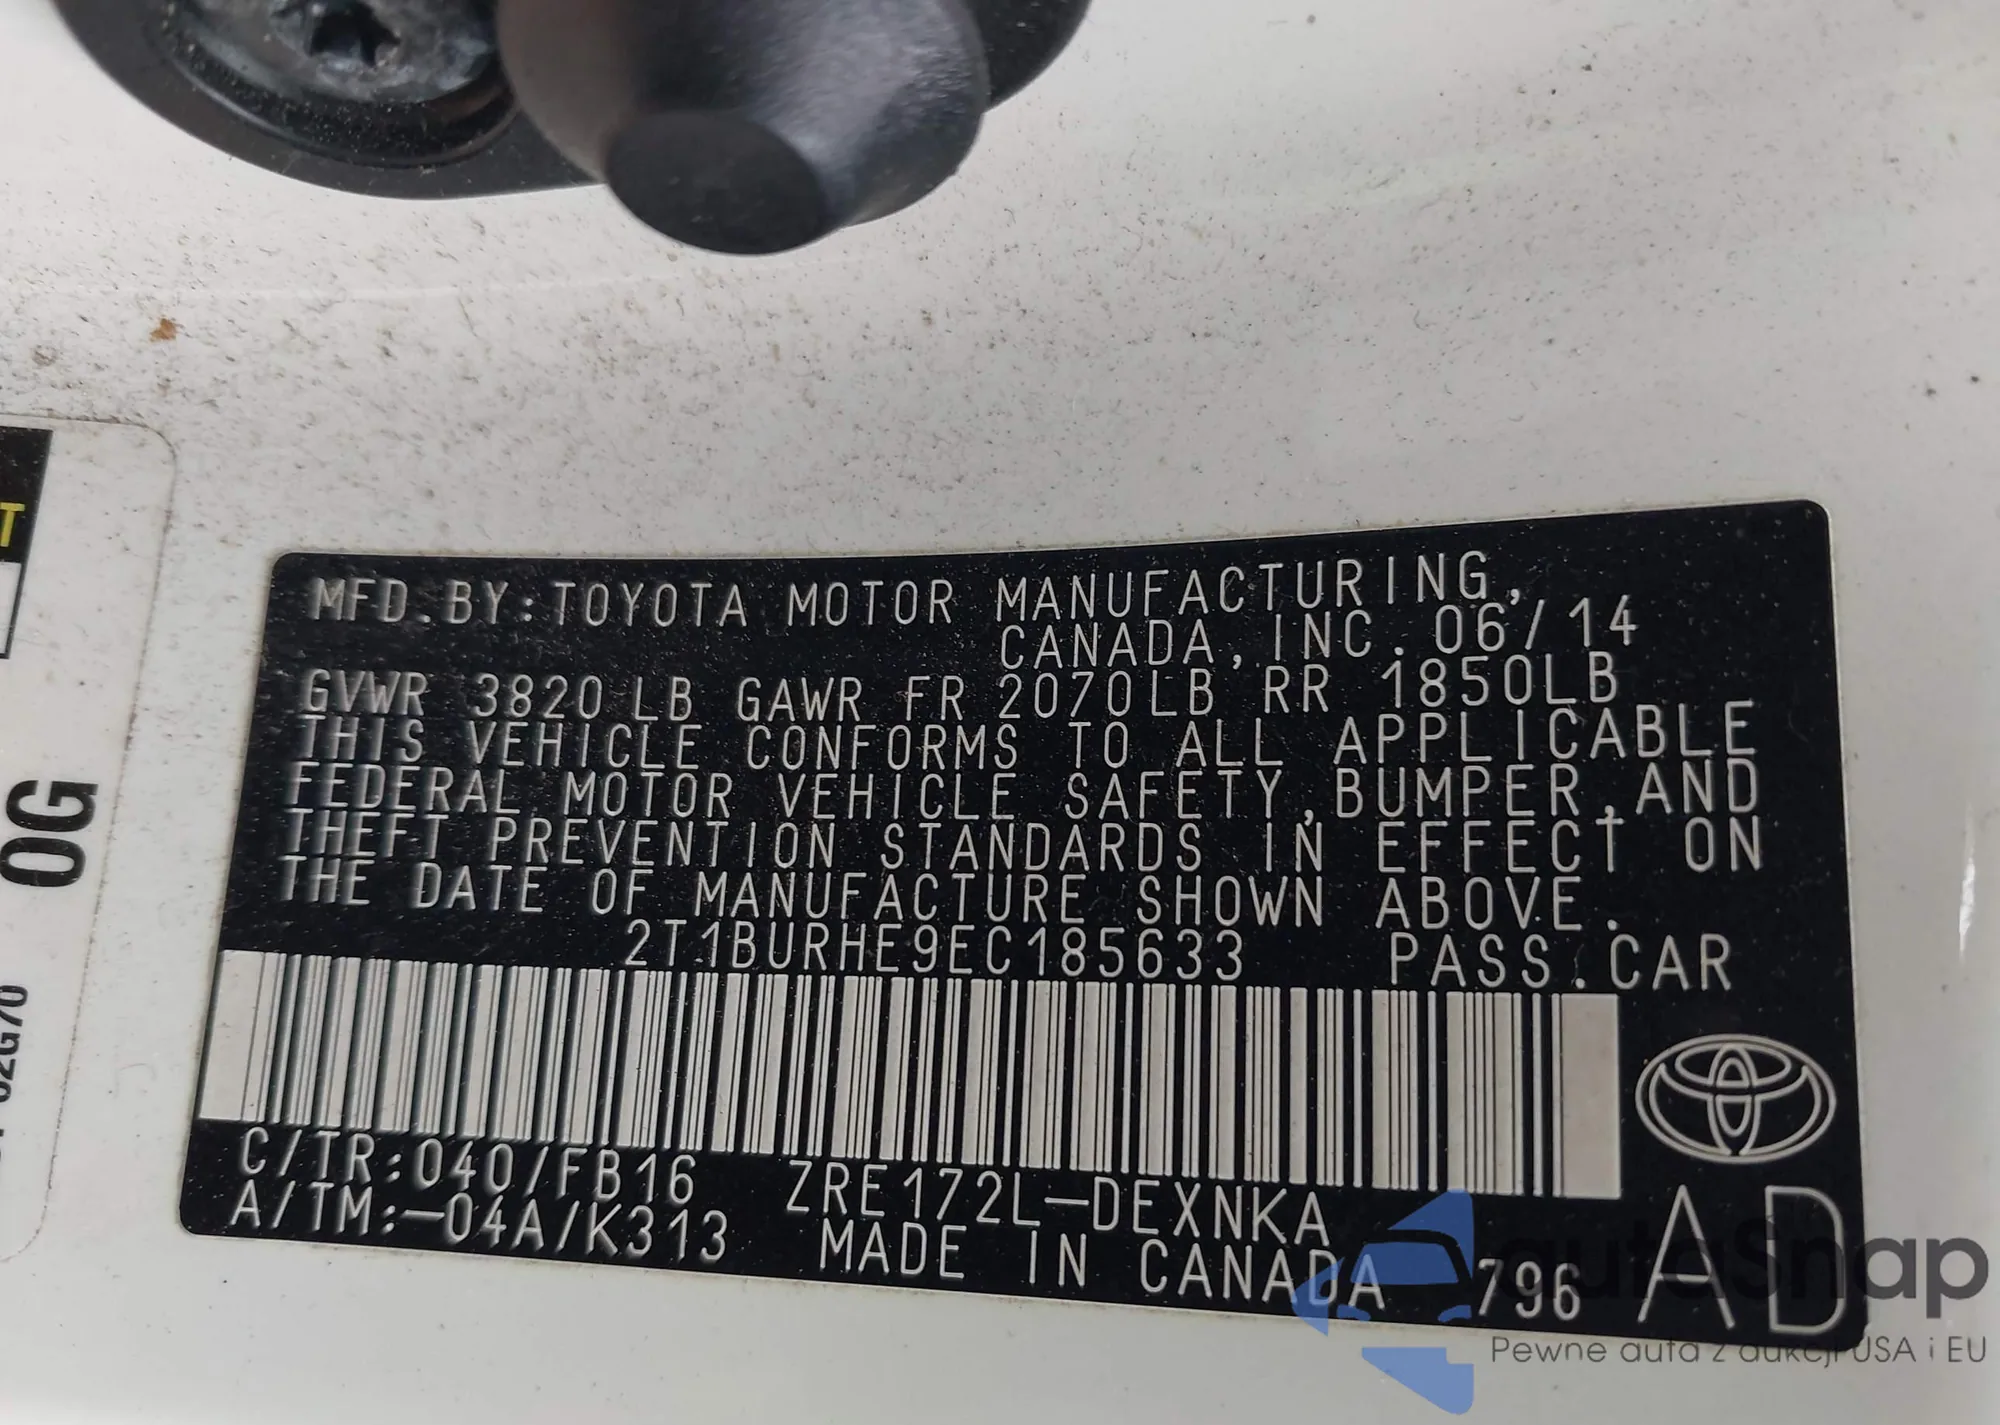 MFD.BY:TOYOTA MOTOR MANUFACTURING,
CANADA, INC. 06/14
GVWR 3820 LB GAWR FR 2070LB RR 1850LB
THIS VEHICLE CONFORMS TO ALL APPLICABLE
FEDERAL MOTOR VEHICLE SAFETY,BUMPER,AND
THEFT PREVENTION STANDARDS IN EFFECT ON
THE DATE OF MANUFACTURE SHOWN ABOVE.
2T1BURHE9EC185633 PASS.CAR
C/TR:040/FB16 ZRE172L-DEXNKA
A/TM:-04A/K313 MADE IN CANADA 796 AD
0G
autaSnap
Pewne auta z aukcji USA i EU